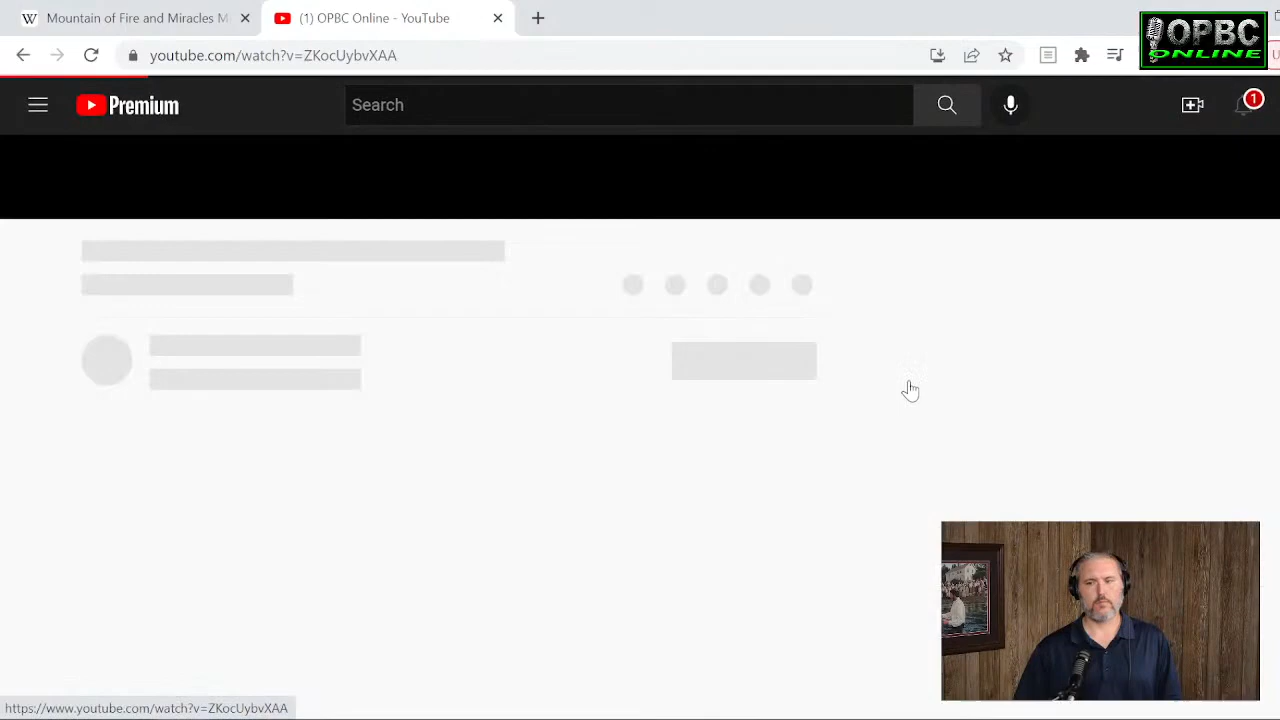 Mountain of Fire and Miracles M
(1) OPBC Online - YouTube
youtube.com/watch?v=ZKocUybvXAA
OPBC
ONLINE
U
Premium
Search
1
https://www.youtube.com/watch?v=ZKocUybvXAA